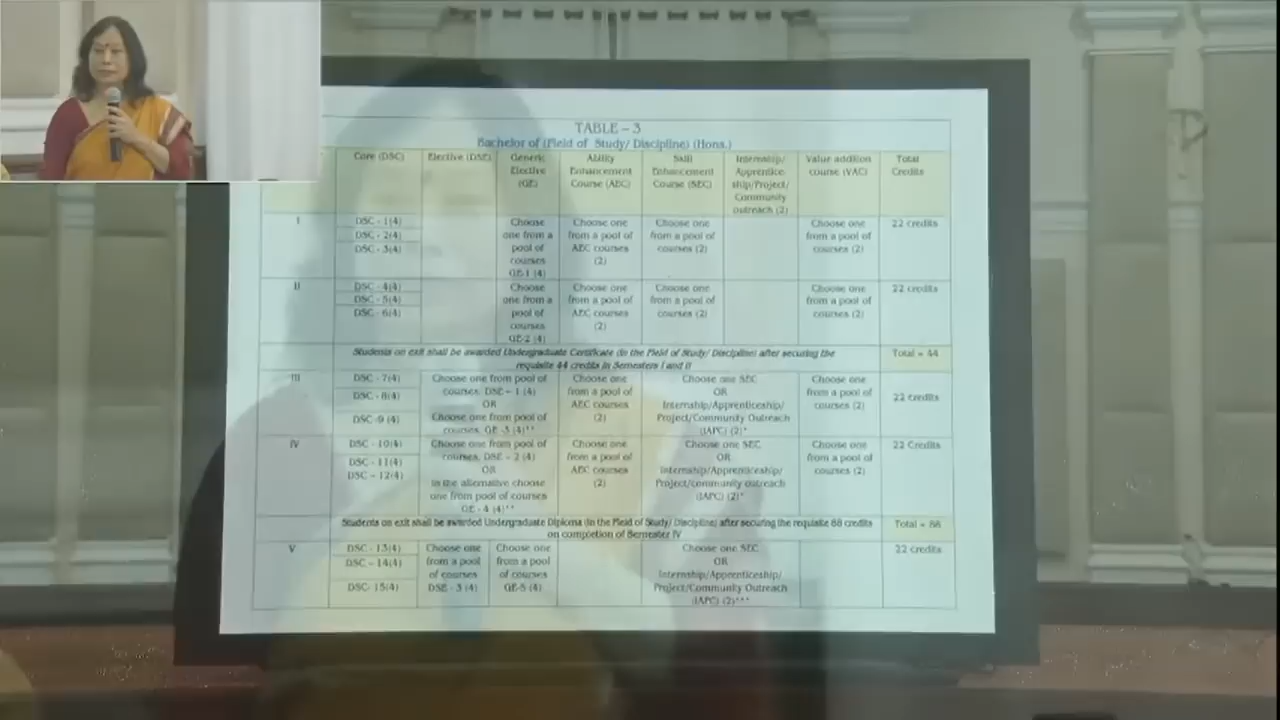 TABLE – 3
Bachelor of (Field of Study/ Discipline) (Hons.)
Core (DSC)
Elective (DSE)
Generic
Elective
(GE)
Ability
Enhancement
Course (AEC)
Skill
Enhancement
Course (SEC)
Internship/
Apprentice
ship/Project/
Community
outreach (2)
Value addition
course (VAC)
Total
Credits
I
DSC - 1(4)
DSC - 2(4)
DSC - 3(4)
Choose
one from a
pool of
courses
GE-1 (4)
Choose one
from a pool of
AEC courses
(2)
Choose one
from a pool of
courses (2)
Choose one
from a pool of
courses (2)
22 credits
II
DSC - 4(4)
DSC - 5(4)
DSC - 6(4)
Choose
one from a
pool of
courses
GE-2 (4)
Choose one
from a pool of
AEC courses
(2)
Choose one
from a pool of
courses (2)
Choose one
from a pool of
courses (2)
22 credits
Students on exit shall be awarded Undergraduate Certificate (in the Field of Study/ Discipline) after securing the
requisite 44 credits in Semesters I and II
Total = 44
III
DSC - 7(4)
DSC - 8(4)
DSC -9 (4)
Choose one from pool of
courses, DSE – 1 (4)
OR
Choose one from pool of
courses, GE -3 (4)**
Choose one
from a pool of
AEC courses
(2)
Choose one SEC
OR
Internship/Apprenticeship/
Project/Community Outreach
(IAPC) (2)*
Choose one
from a pool of
courses (2)
22 credits
IV
DSC - 10(4)
DSC - 11(4)
DSC – 12(4)
Choose one from pool of
courses, DSE – 2 (4)
OR
in the alternative choose
one from pool of courses
GE - 4 (4)**
Choose one
from a pool of
AEC courses
(2)
Choose one SEC
OR
Internship/Apprenticeship/
Project/community outreach
(IAPC) (2)*
Choose one
from a pool of
courses (2)
22 Credits
Students on exit shall be awarded Undergraduate Diploma (in the Field of Study/ Discipline) after securing the requisite 88 credits
on completion of Semester IV
Total = 88
V
DSC - 13(4)
DSC – 14(4)
DSC- 15(4)
Choose one
from a pool
of courses
DSE - 3 (4)
Choose one
from a pool
of courses
GE-5 (4)
Choose one SEC
OR
Internship/Apprenticeship/
Project/Community Outreach
(IAPC) (2)***
22 credits